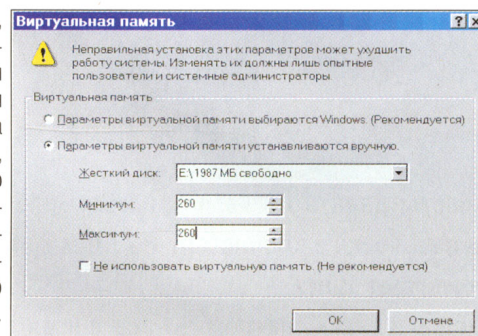 Виртуальная память
Неправильная установка этих параметров может ухудшить
работу системы. Изменять их должны лишь опытные
пользователи и системные администраторы.
Виртуальная память
Параметры виртуальной памяти выбираются Windows. (Рекомендуется)
Параметры виртуальной памяти устанавливаются вручную.
Жесткий диск: E:\ 1987 МБ свободно
Минимум: 260
Максимум: 260
Не использовать виртуальную память. (Не рекомендуется)
OK Отмена